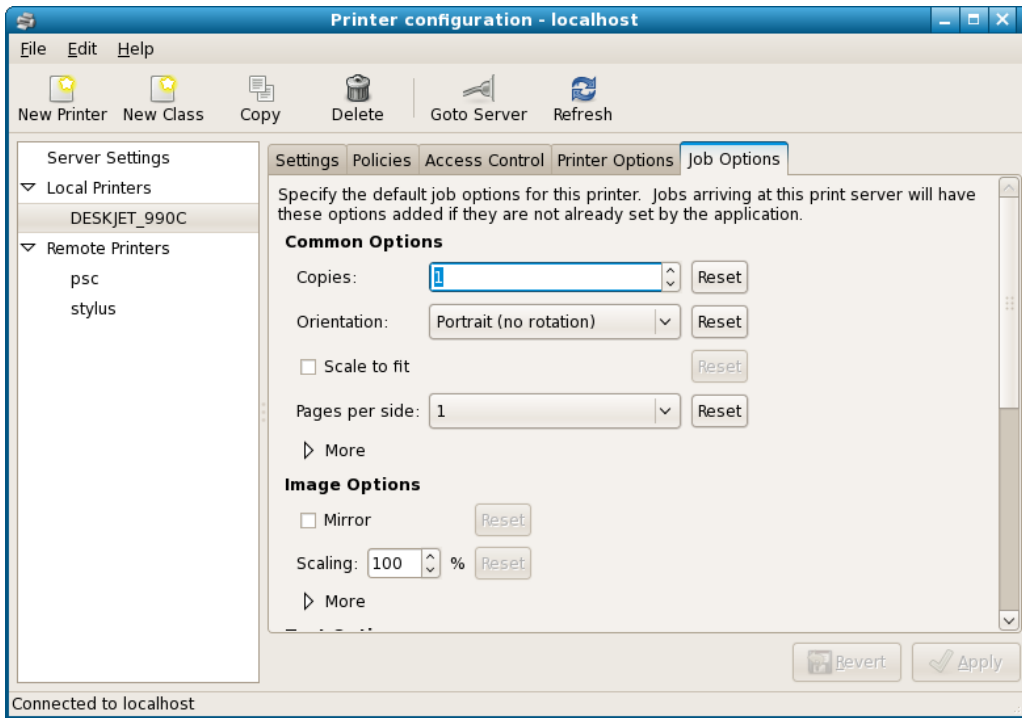 Printer configuration - localhost
File Edit Help
New Printer New Class Copy Delete Goto Server Refresh
Server Settings
Local Printers
DESKJET_990C
Remote Printers
psc
stylus
Settings Policies Access Control Printer Options Job Options
Specify the default job options for this printer. Jobs arriving at this print server will have
these options added if they are not already set by the application.
Common Options
Copies: 1 Reset
Orientation: Portrait (no rotation) Reset
Scale to fit Reset
Pages per side: 1 Reset
More
Image Options
Mirror Reset
Scaling: 100 % Reset
More
Revert Apply
Connected to localhost